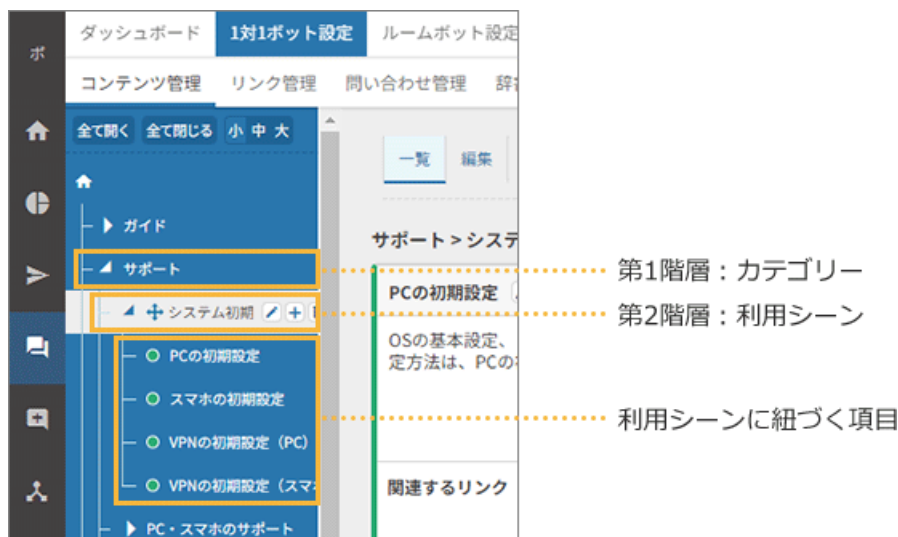 ポ
ダッシュボード 1対1ボット設定 ルームボット設定
コンテンツ管理 リンク管理 問い合わせ管理
全て開く 全て閉じる 小 中 大
一覧 編集
ガイド
サポート > システ
サポート
第1階層:カテゴリー
PCの初期設定
システム初期
第2階層:利用シーン
OSの基本設定、
PCの初期設定
定方法は、PCの
スマホの初期設定
利用シーンに紐づく項目
VPNの初期設定(PC)
VPNの初期設定(スマ
関連するリンク
PC・スマホのサポート